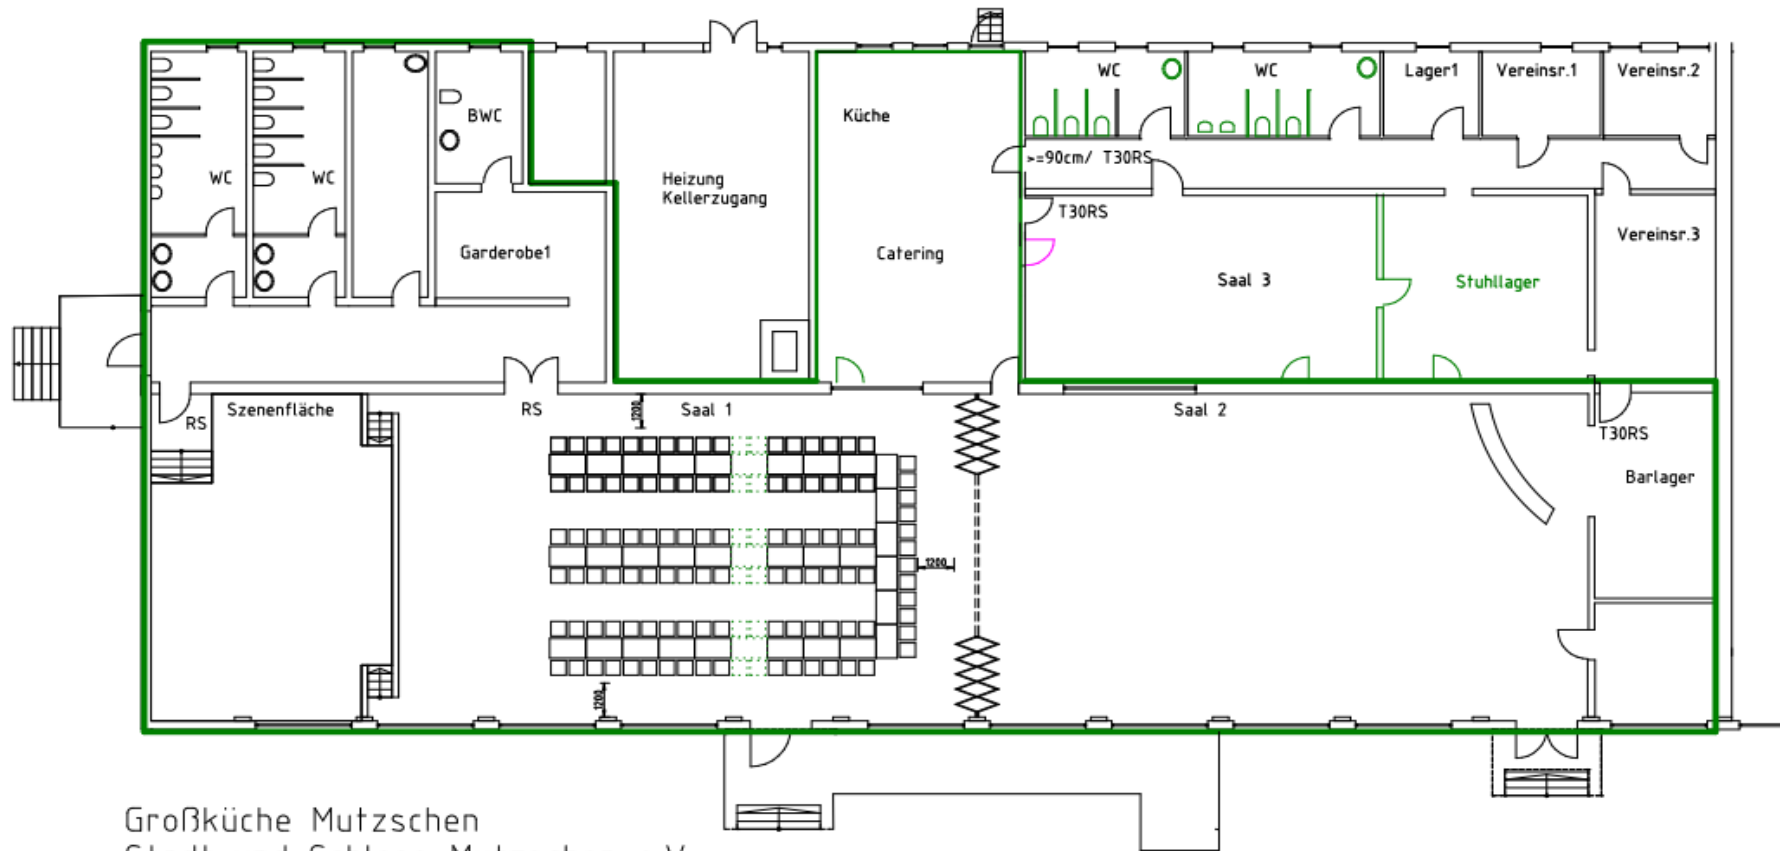 WC
WC
Lager1
Vereinsr.1
Vereinsr.2
Küche
BWC
>=90cm/ T30RS
WC
WC
Heizung
Kellerzugang
T30RS
Vereinsr.3
Garderobe1
Catering
Saal 3
Stuhllager
Szenenfläche
RS
RS
1200
Saal 1
Saal 2
T30RS
Barlager
1200
1200
Großküche Mutzschen